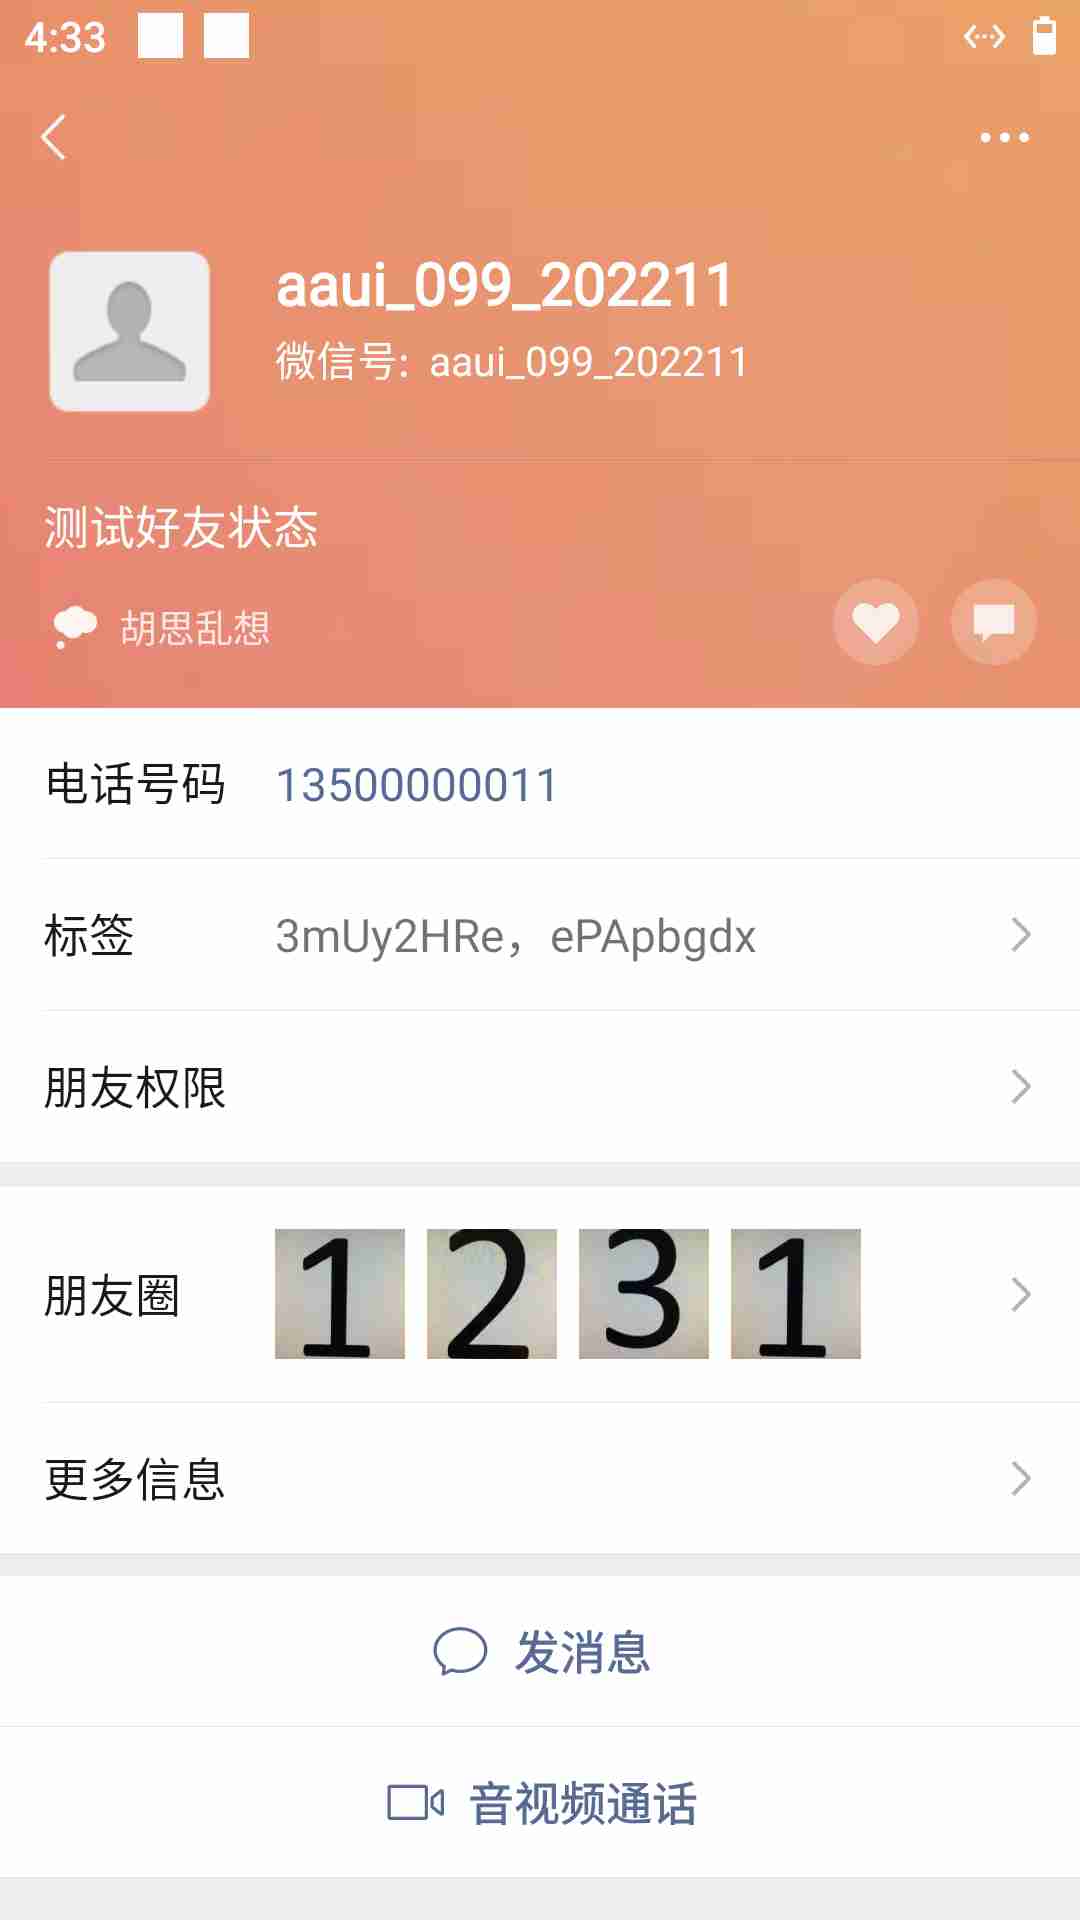 4:33
aaui_099_202211
微信号: aaui_099_202211
测试好友状态
胡思乱想
电话号码 13500000011
标签 3mUy2HRe，ePApbgdx
朋友权限
朋友圈 1 2 3 1
更多信息
发消息
音视频通话